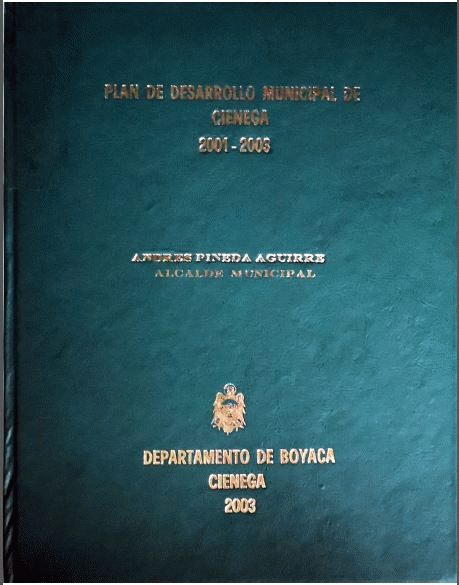 PLAN DE DESARROLLO MUNICIPAL DE
CIENEGA
2001-2003
ANDRES PINEDA AGUIRRE
ALCALDE MUNICIPAL
DEPARTAMENTO DE BOYACA
CIENEGA
2003